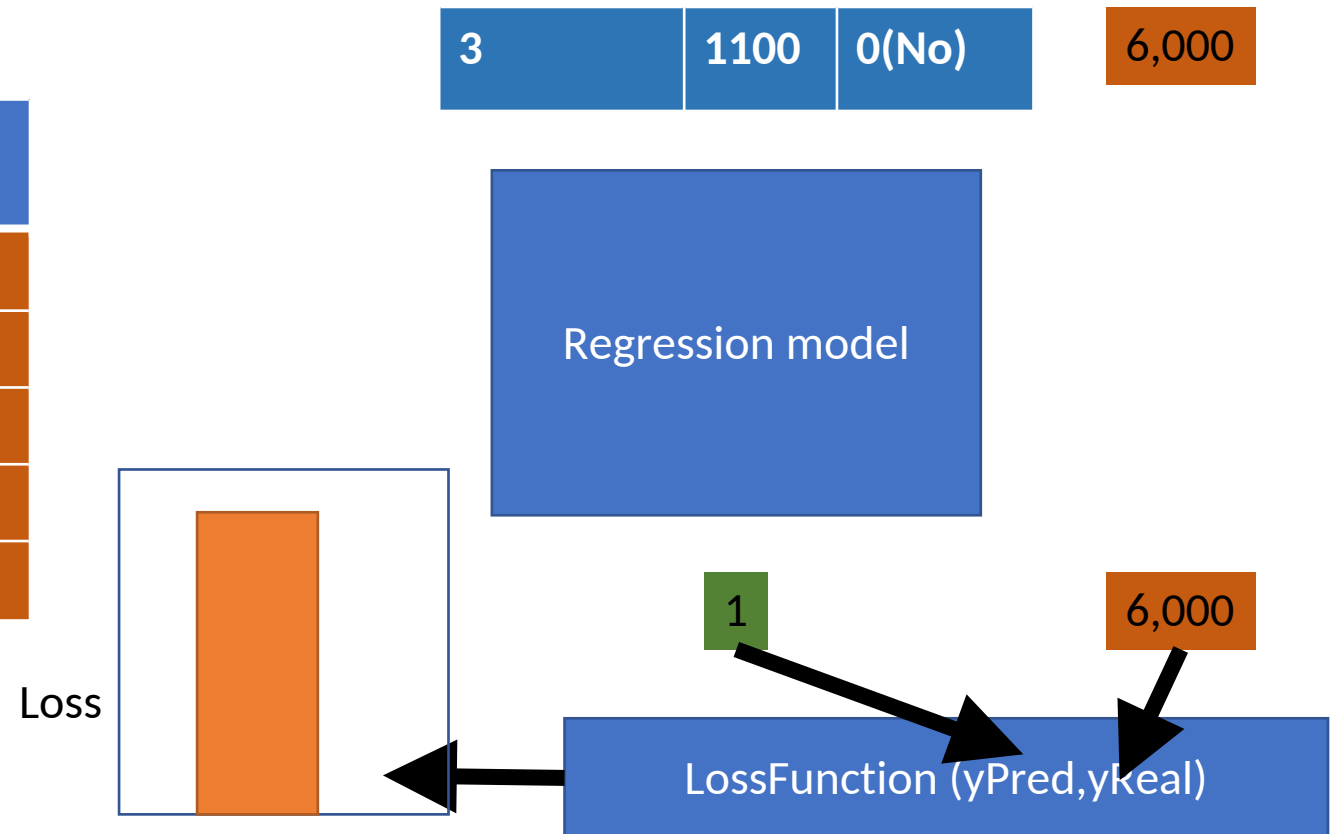 3 1100 0(No) 6,000
Regression model
1 6,000
Loss
LossFunction (yPred,yReal)